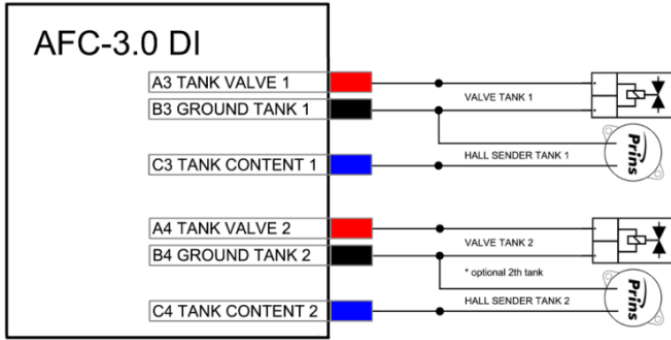 AFC-3.0 DI
A3 TANK VALVE 1
VALVE TANK 1
B3 GROUND TANK 1
Prins
C3 TANK CONTENT 1
HALL SENDER TANK 1
A4 TANK VALVE 2
VALVE TANK 2
B4 GROUND TANK 2
* optional 2th tank
Prins
C4 TANK CONTENT 2
HALL SENDER TANK 2